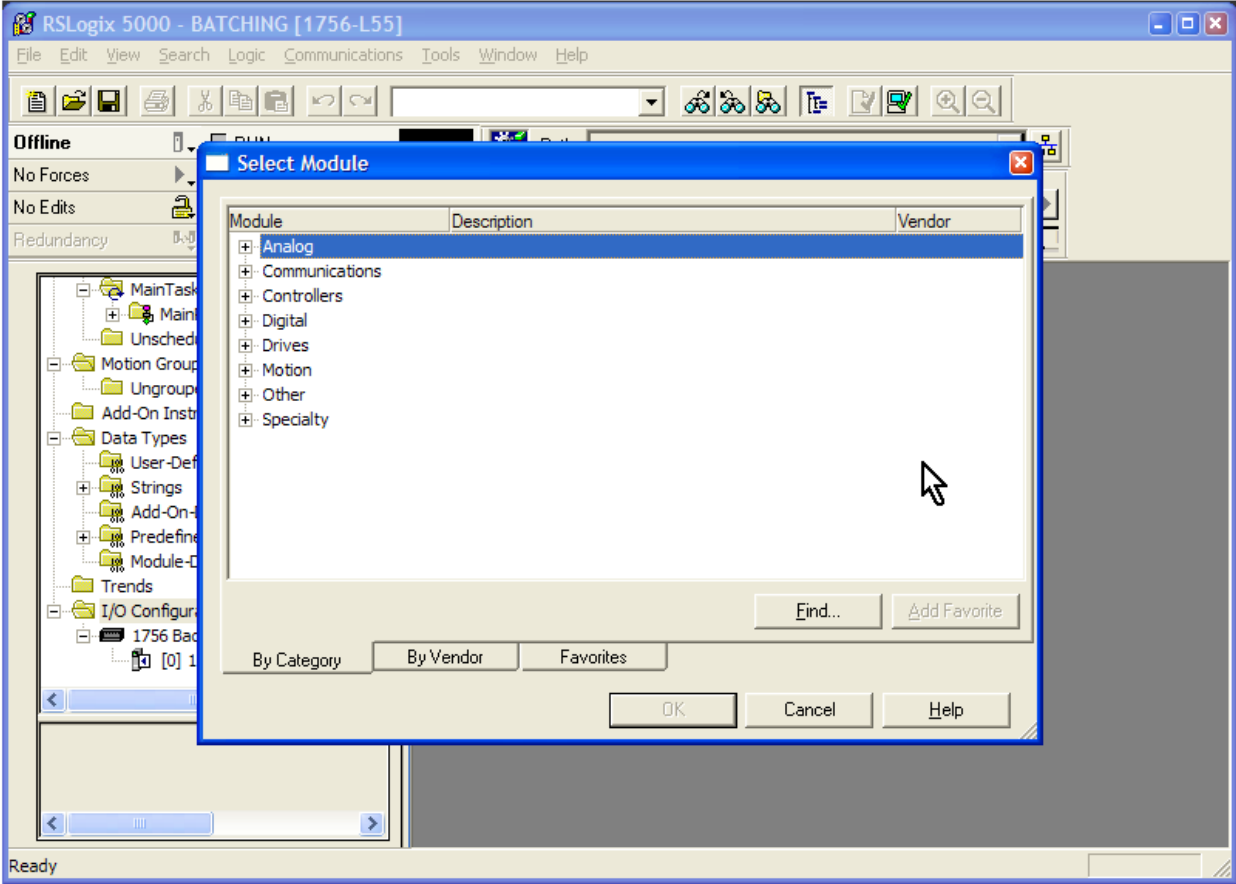 RSLogix 5000 - BATCHING [1756-L55]
File Edit View Search Logic Communications Tools Window Help
Offline
No Forces
No Edits
Redundancy
Select Module
Module Description Vendor
Analog
Communications
Controllers
Digital
Drives
Motion
Other
Specialty
Find... Add Favorite
By Category By Vendor Favorites
OK Cancel Help
MainTask
Motion Group
Add-On Instr
Data Types
User-Def
Strings
Add-On-
Predefine
Trends
I/O Configura
1756 Bac
[0] 1
Ready